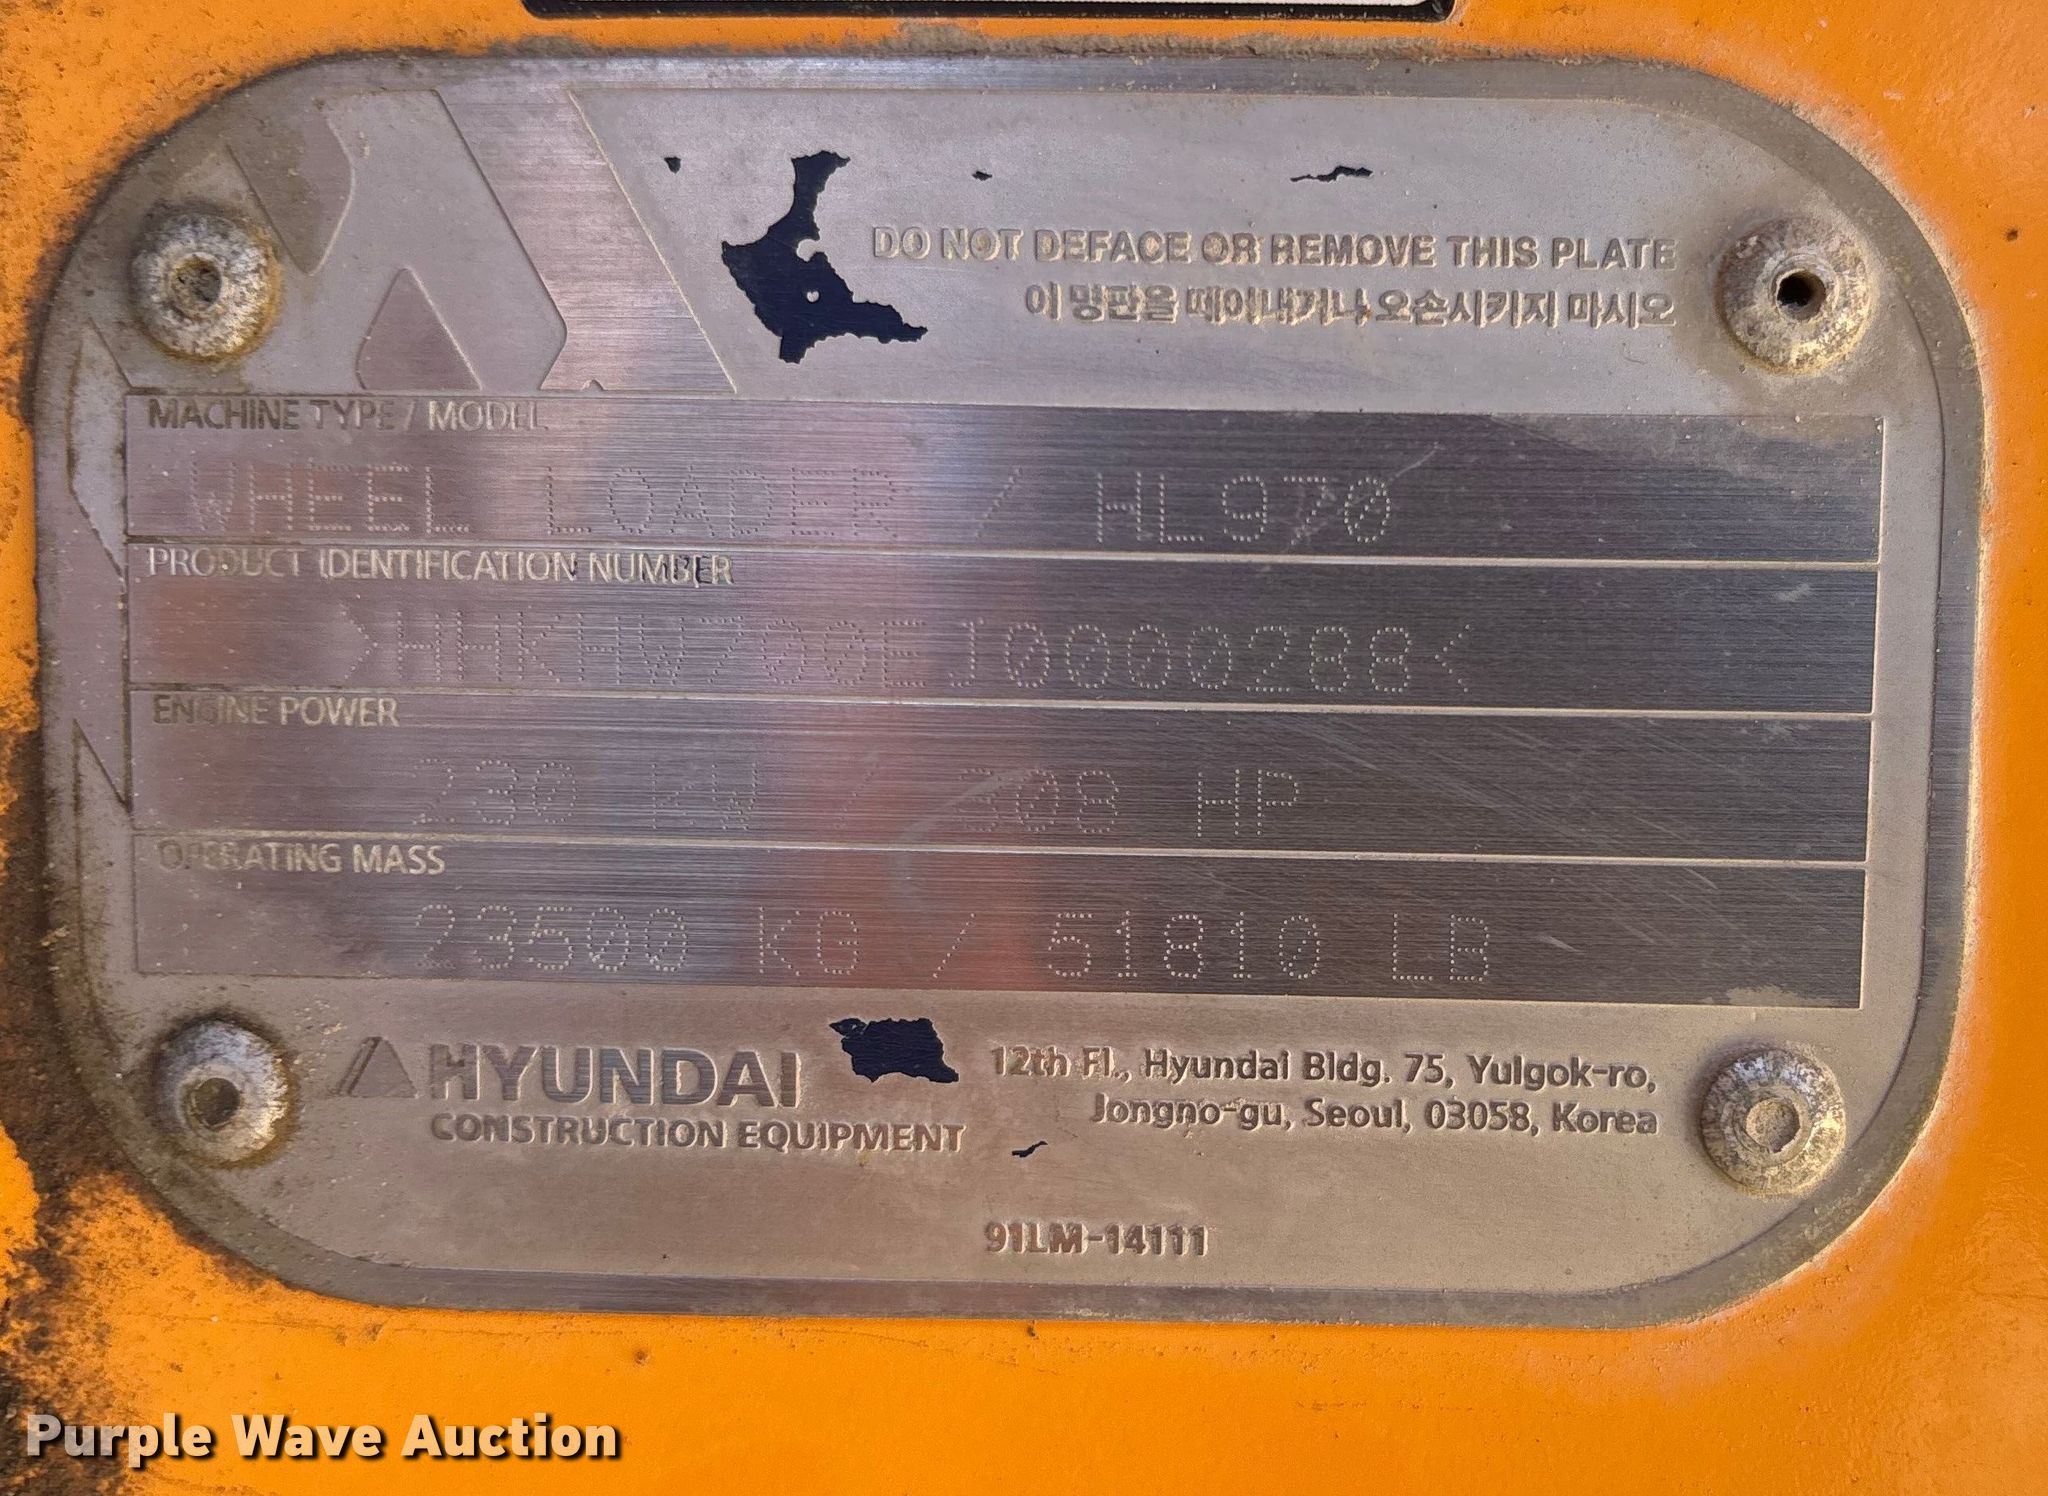 DO NOT DEFACE OR REMOVE THIS PLATE
이 명판을 떼어내거나 오손시키지 마시오
MACHINE TYPE / MODEL
WHEEL LOADER / HL970
PRODUCT IDENTIFICATION NUMBER
>HHKHW700EJ0000288<
ENGINE POWER
230 KW / 308 HP
OPERATING MASS
23500 KG / 51810 LB
HYUNDAI
CONSTRUCTION EQUIPMENT
12th Fl., Hyundai Bldg. 75, Yulgok-ro,
Jongno-gu, Seoul, 03058, Korea
91LM-14111
Purple Wave Auction